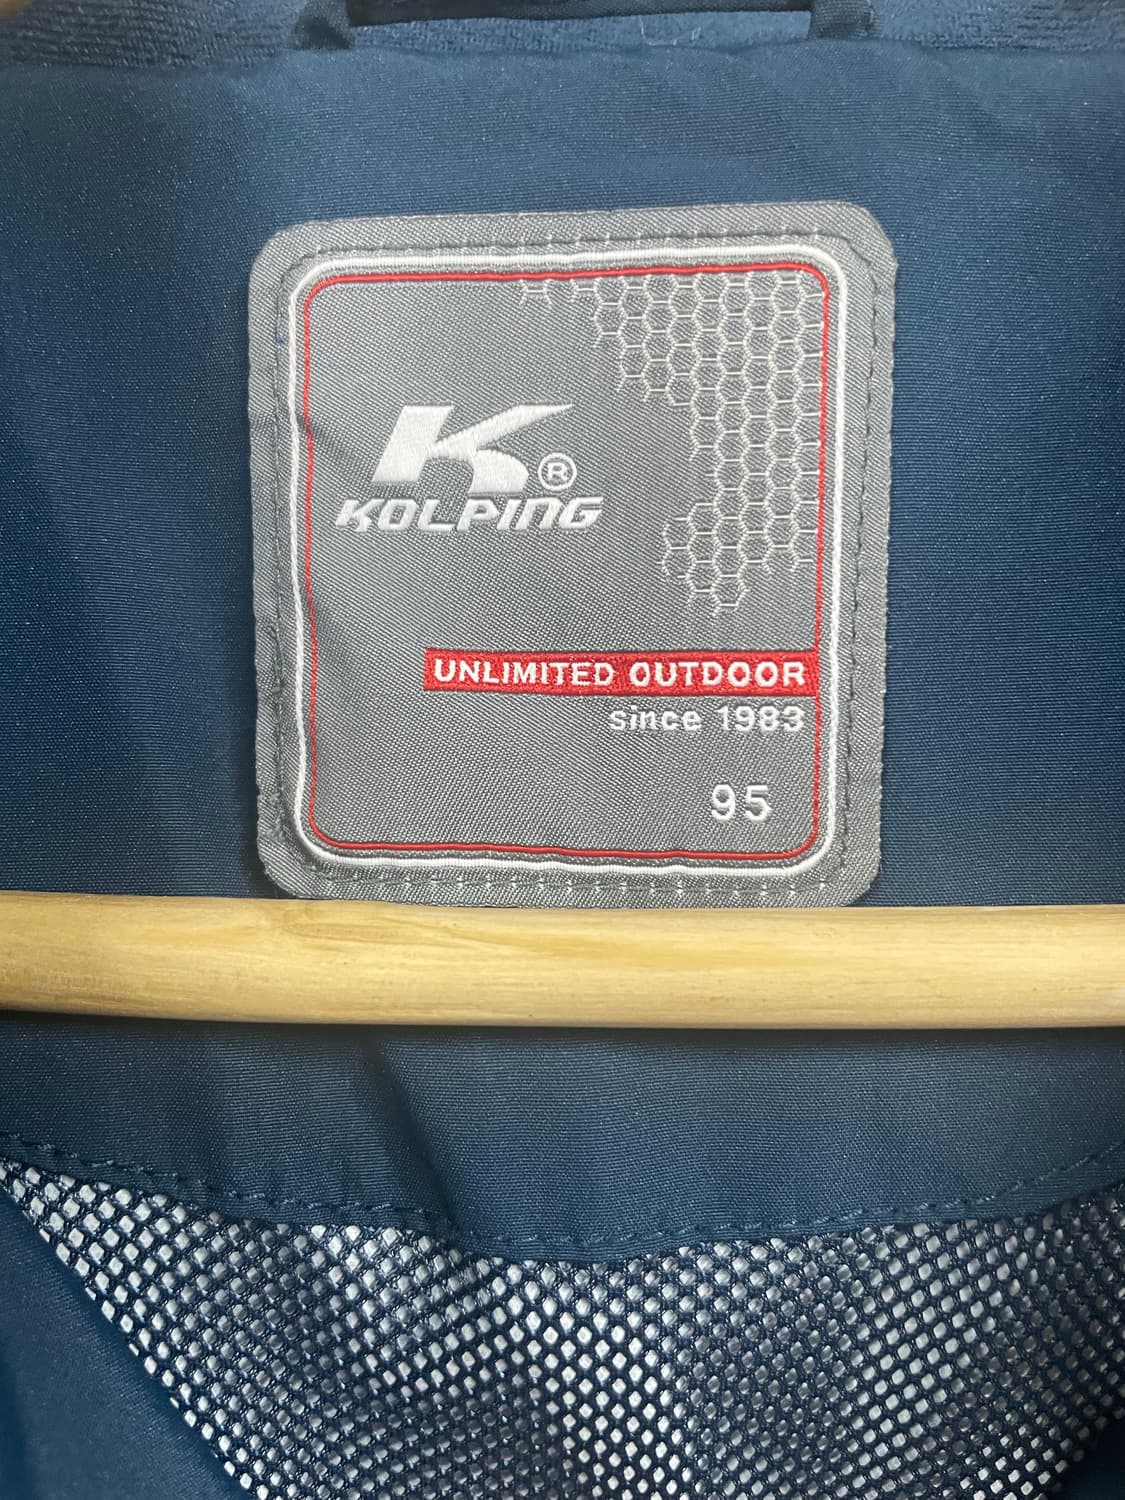 K®
KOLPING
UNLIMITED OUTDOOR
since 1983
95